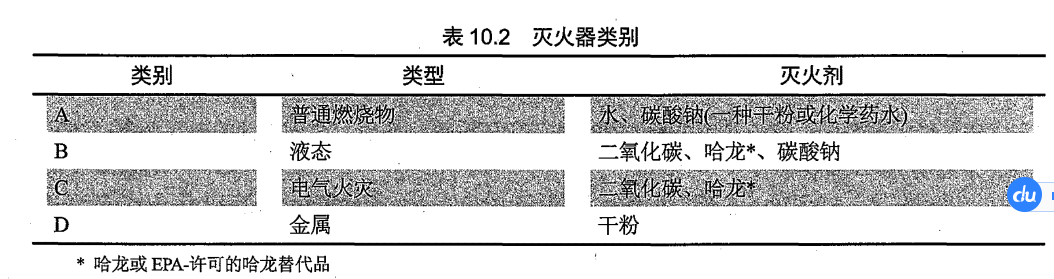 表 10.2 灭火器类别
类别 类型 灭火剂
A 普通燃烧物 水、碳酸钠(一种干粉或化学药水)
B 液态 二氧化碳、哈龙*、碳酸钠
C 电气火灾 二氧化碳、哈龙*
du
D 金属 干粉
* 哈龙或 EPA-许可的哈龙替代品